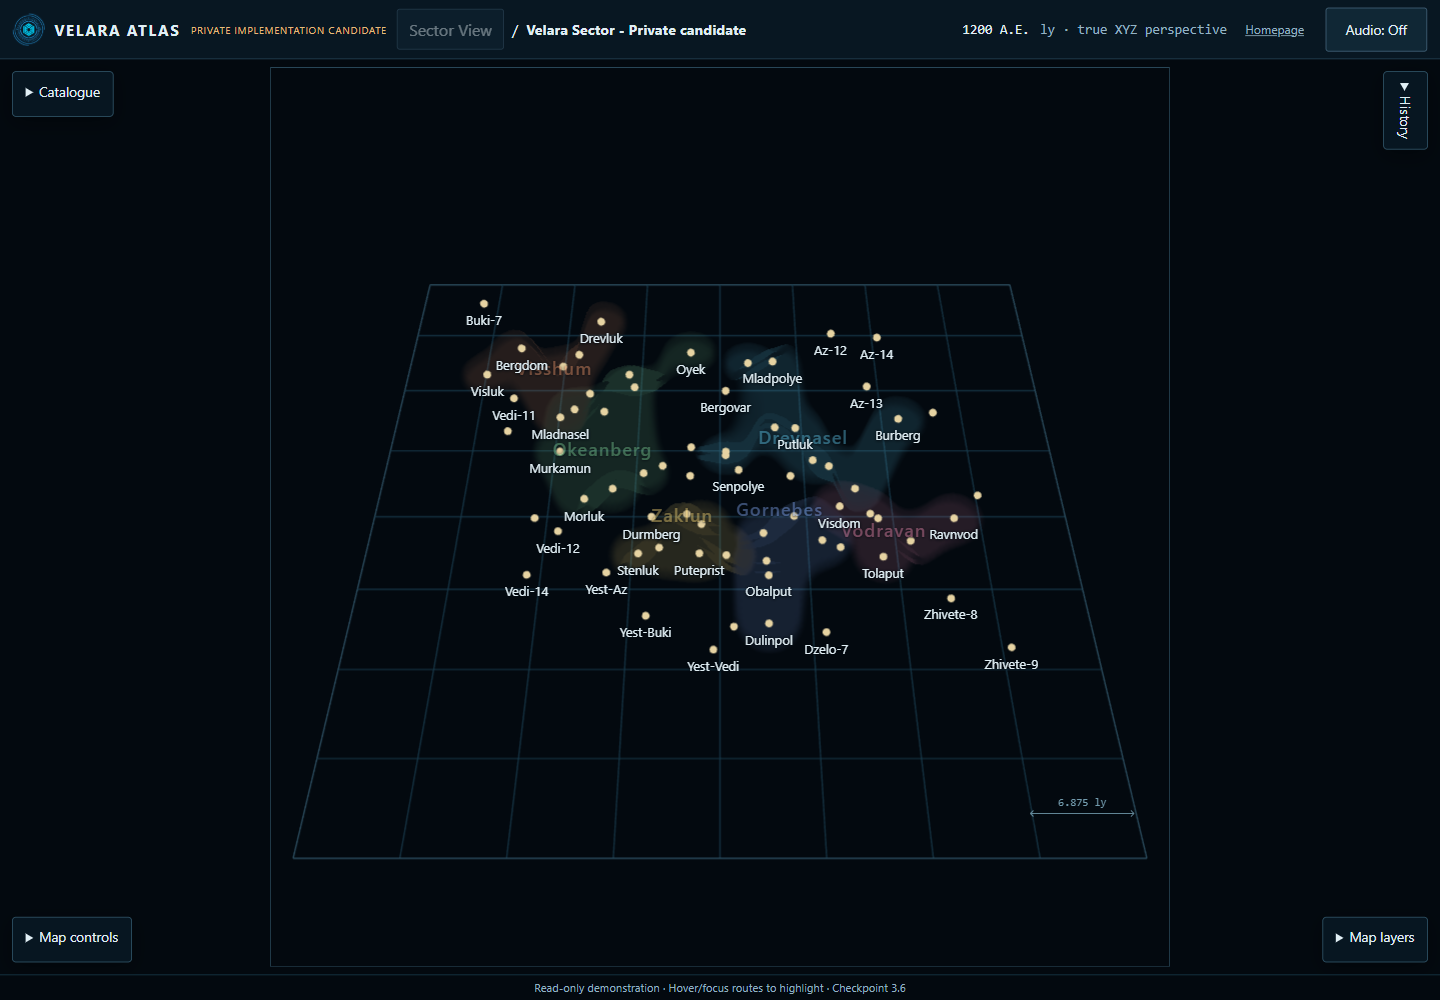 VELARA ATLAS PRIVATE IMPLEMENTATION CANDIDATE Sector View / Velara Sector - Private candidate 1200 A.E. ly · true XYZ perspective Homepage Audio: Off
▶ Catalogue
▼ History
Buki-7
Drevluk
Az-12
Az-14
Bergdom
Oyek
Visluk
Mladpolye
Vedi-11
Bergovar
Az-13
Mladnasel
Drevnasel
Burberg
Okeanberg
Putluk
Murkamun
Senpolye
Morluk
Zaklun
Gornebes
Durmberg
Visdom
Vodravan
Ravnvod
Vedi-12
Stenluk
Puteprist
Tolaput
Vedi-14
Yest-Az
Obalput
Zhivete-8
Yest-Buki
Dulinpol
Dzelo-7
Yest-Vedi
Zhivete-9
6.875 ly
▶ Map controls
▶ Map layers
Read-only demonstration · Hover/focus routes to highlight · Checkpoint 3.6